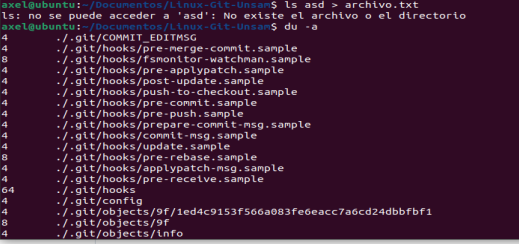 axel@ubuntu:~/Documentos/Linux-Git-Unsam$ ls asd > archivo.txt
ls: no se puede acceder a 'asd': No existe el archivo o el directorio
axel@ubuntu:~/Documentos/Linux-Git-Unsam$ du -a
4 ./.git/COMMIT_EDITMSG
4 ./.git/hooks/pre-merge-commit.sample
8 ./.git/hooks/fsmonitor-watchman.sample
4 ./.git/hooks/pre-applypatch.sample
4 ./.git/hooks/post-update.sample
4 ./.git/hooks/push-to-checkout.sample
4 ./.git/hooks/pre-commit.sample
4 ./.git/hooks/pre-push.sample
4 ./.git/hooks/prepare-commit-msg.sample
4 ./.git/hooks/commit-msg.sample
4 ./.git/hooks/update.sample
8 ./.git/hooks/pre-rebase.sample
4 ./.git/hooks/applypatch-msg.sample
4 ./.git/hooks/pre-receive.sample
64 ./.git/hooks
4 ./.git/config
4 ./.git/objects/9f/1ed4c9153f566a083fe6eacc7a6cd24dbbfbf1
8 ./.git/objects/9f
4 ./.git/objects/info